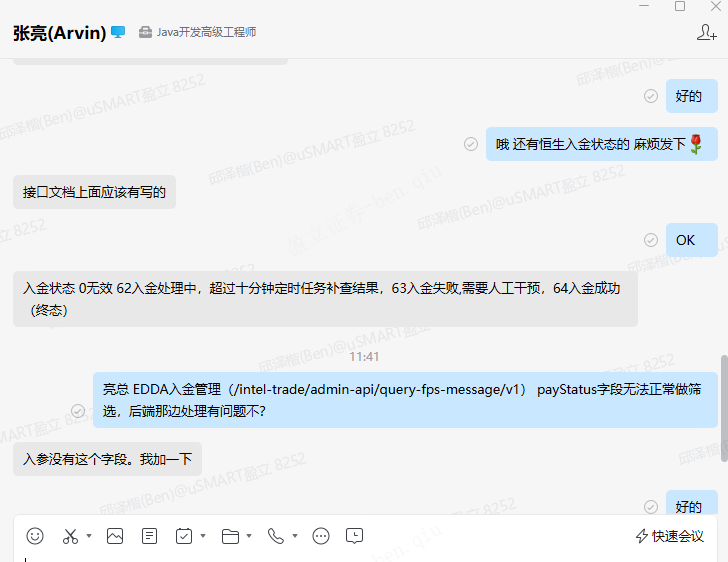 张亮(Arvin) Java开发高级工程师
好的
哦 还有恒生入金状态的 麻烦发下
接口文档上面应该有写的
OK
入金状态 0无效 62入金处理中，超过十分钟定时任务补查结果，63入金失败,需要人工干预，64入金成功
（终态）
11:41
亮总 EDDA入金管理（/intel-trade/admin-api/query-fps-message/v1） payStatus字段无法正常做筛
选，后端那边处理有问题不?
入参没有这个字段。我加一下
好的
快速会议
邱泽楷(Ben)@uSMART盈立 8252